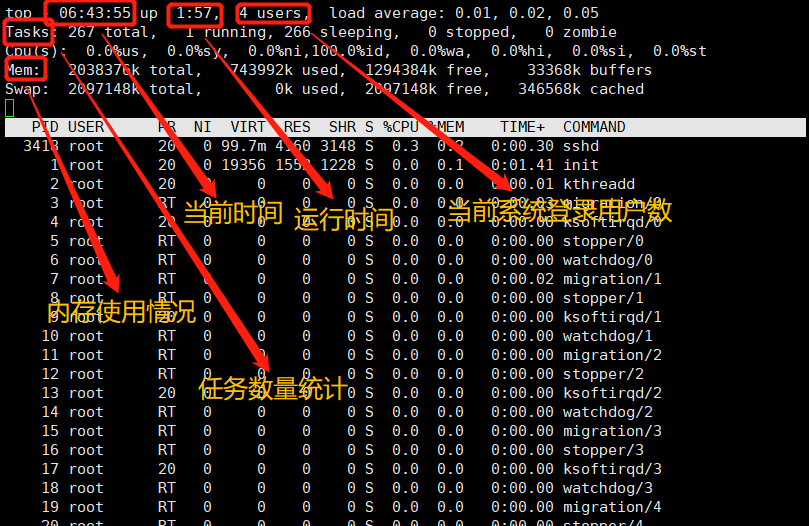 top - 06:43:55 up 1:57, 4 users, load average: 0.01, 0.02, 0.05
Tasks: 267 total, 1 running, 266 sleeping, 0 stopped, 0 zombie
Cpu(s): 0.0%us, 0.0%sy, 0.0%ni,100.0%id, 0.0%wa, 0.0%hi, 0.0%si, 0.0%st
Mem: 2038376k total, 743992k used, 1294384k free, 33368k buffers
Swap: 2097148k total, 0k used, 2097148k free, 346568k cached
PID USER PR NI VIRT RES SHR S %CPU %MEM TIME+ COMMAND
3413 root 20 0 99.7m 4160 3148 S 0.3 0:00.30 sshd
1 root 20 0 19356 1228 S 0.0 0.1 0:01.41 init
2 root 20 0 0 0 0 S 0.0 0.0 0:00.01 kthreadd
3 root RT 0 0 0 0 S 0.0 0.0 migration/0
当前时间
运行时间
当前系统登录用户数
4 root 20 0 0 0 0 S 0.0 0.0 0:00.00 ksoftirqd/0
5 root RT 0 0 0 0 S 0.0 0.0 0:00.00 stopper/0
6 root RT 0 0 0 0 S 0.0 0.0 0:00.00 watchdog/0
7 root RT 0 0 0 0 S 0.0 0.0 0:00.02 migration/1
8 root RT 0 0 0 0 S 0.0 0.0 0:00.00 stopper/1
内存使用情况
9 root 20 0 0 0 0 S 0.0 0.0 0:00.00 ksoftirqd/1
10 root RT 0 0 0 0 S 0.0 0.0 0:00.00 watchdog/1
11 root RT 0 0 0 0 S 0.0 0.0 0:00.00 migration/2
12 root RT 0 0 0 0 S 0.0 0.0 0:00.00 stopper/2
任务数量统计
13 root 20 0 0 0 0 S 0.0 0.0 0:00.00 ksoftirqd/2
14 root RT 0 0 0 0 S 0.0 0.0 0:00.00 watchdog/2
15 root RT 0 0 0 0 S 0.0 0.0 0:00.00 migration/3
16 root RT 0 0 0 0 S 0.0 0.0 0:00.00 stopper/3
17 root 20 0 0 0 0 S 0.0 0.0 0:00.00 ksoftirqd/3
18 root RT 0 0 0 0 S 0.0 0.0 0:00.00 watchdog/3
19 root RT 0 0 0 0 S 0.0 0.0 0:00.00 migration/4
20 root RT 0 0 0 0 S 0.0 0.0 0:00.00 stopper/4